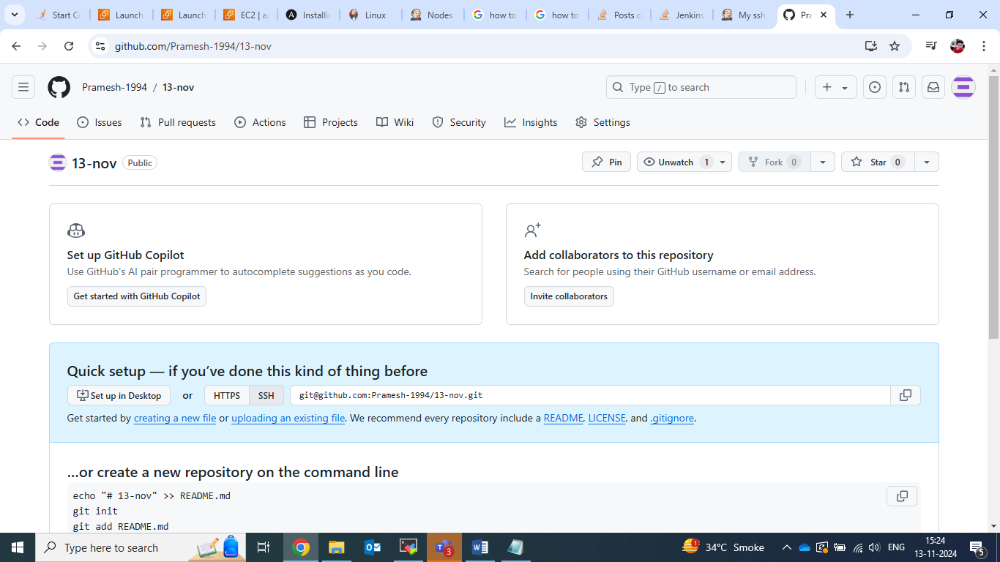 Start Co
Launch
Launch
EC2 | ap
Installin
Linux
Nodes
how to
how to
Posts c
Jenkins
My ssh
Pra
github.com/Pramesh-1994/13-nov
Pramesh-1994 / 13-nov
Type / to search
Code Issues Pull requests Actions Projects Wiki Security Insights Settings
13-nov Public
Pin Unwatch 1 Fork 0 Star 0
Set up GitHub Copilot
Use GitHub's AI pair programmer to autocomplete suggestions as you code.
Get started with GitHub Copilot
Add collaborators to this repository
Search for people using their GitHub username or email address.
Invite collaborators
Quick setup — if you’ve done this kind of thing before
Set up in Desktop or HTTPS SSH git@github.com:Pramesh-1994/13-nov.git
Get started by creating a new file or uploading an existing file. We recommend every repository include a README, LICENSE, and .gitignore.
…or create a new repository on the command line
echo "# 13-nov" >> README.md
git init
git add README.md
Type here to search
1
3
34°C Smoke
ENG
15:24
13-11-2024
5